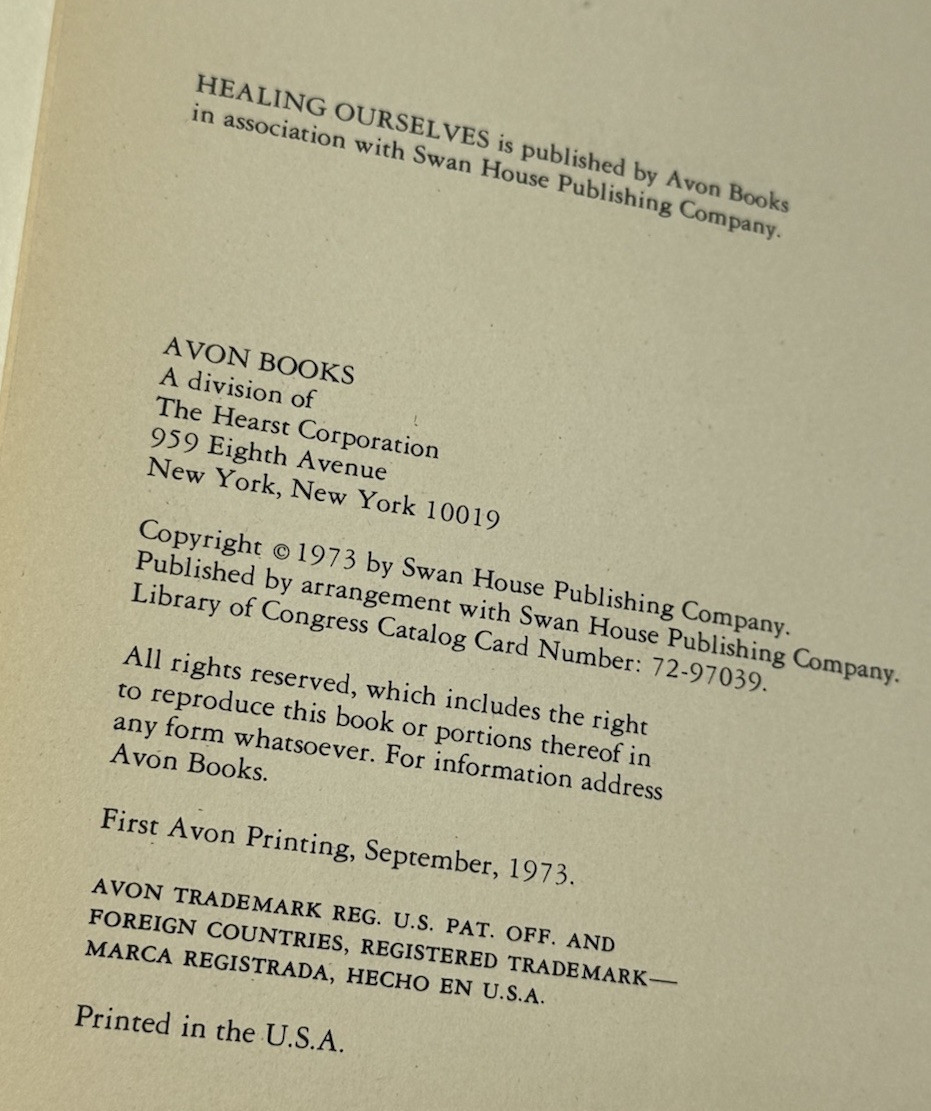 HEALING OURSELVES is published by Avon Books
in association with Swan House Publishing Company.
AVON BOOKS
A division of
The Hearst Corporation
959 Eighth Avenue
New York, New York 10019
Copyright © 1973 by Swan House Publishing Company.
Published by arrangement with Swan House Publishing Company.
Library of Congress Catalog Card Number: 72-97039.
All rights reserved, which includes the right
to reproduce this book or portions thereof in
any form whatsoever. For information address
Avon Books.
First Avon Printing, September, 1973.
AVON TRADEMARK REG. U.S. PAT. OFF. AND
FOREIGN COUNTRIES, REGISTERED TRADEMARK—
MARCA REGISTRADA, HECHO EN U.S.A.
Printed in the U.S.A.